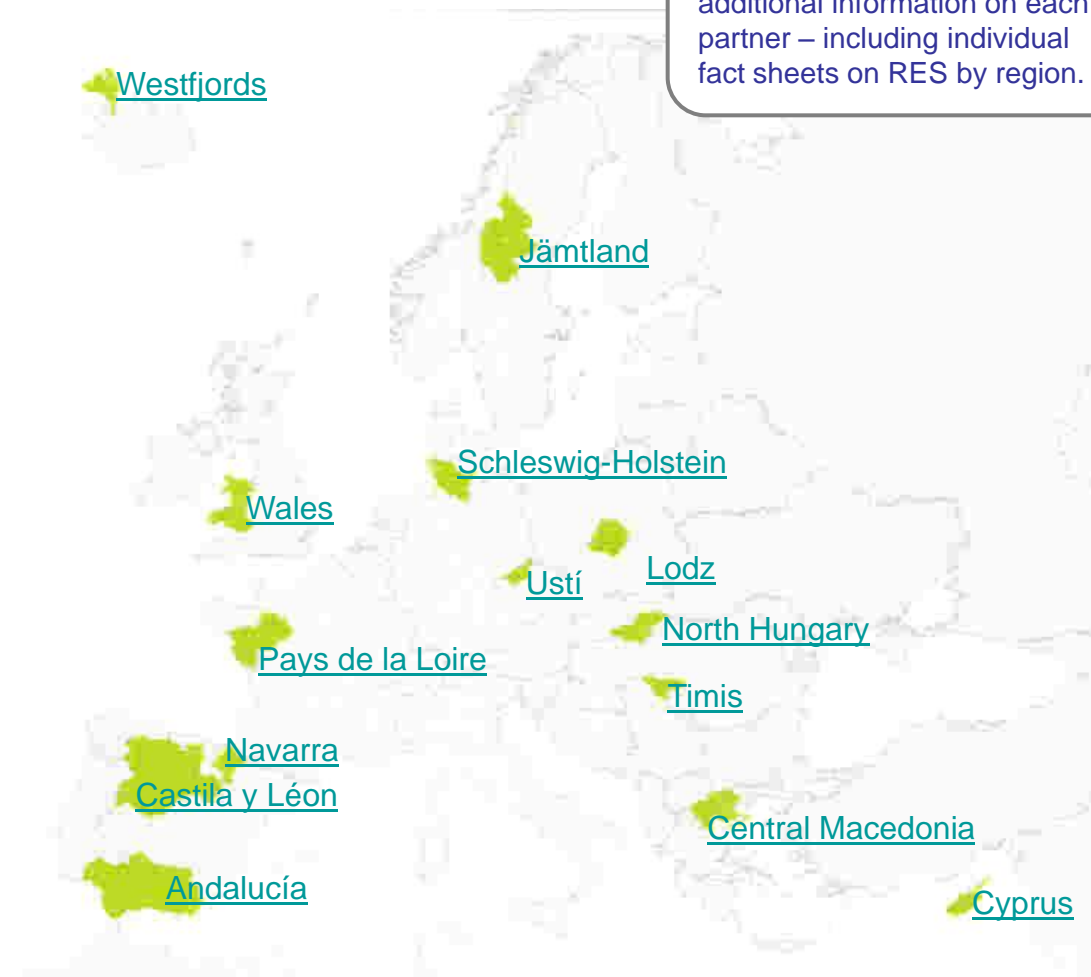 additional information on each
partner – including individual
fact sheets on RES by region.
Westfjords
Jämtland
Schleswig-Holstein
Wales
Lodz
Ustí
North Hungary
Pays de la Loire
Timis
Navarra
Castila y Léon
Central Macedonia
Andalucía
Cyprus